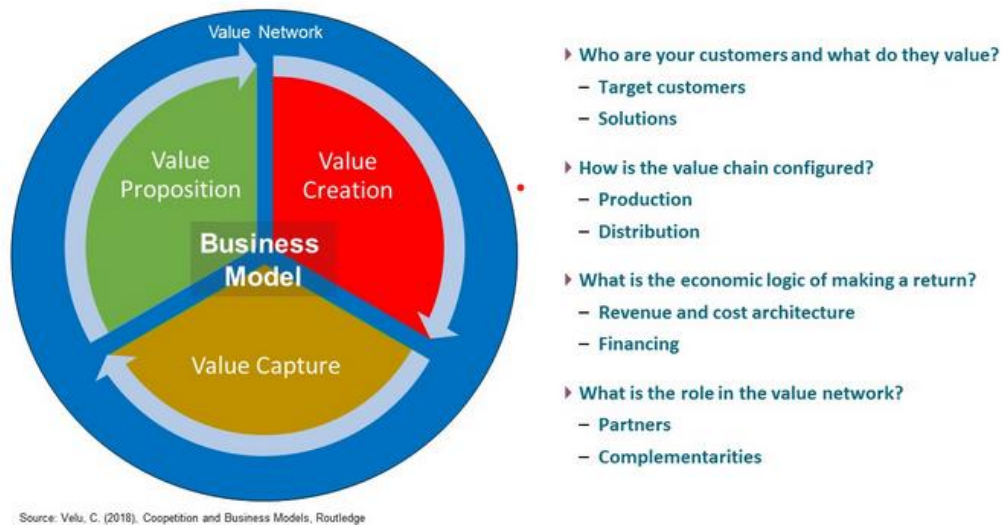 Value Network
Value
Proposition
Value
Creation
Business
Model
Value Capture
Who are your customers and what do they value?
– Target customers
– Solutions
How is the value chain configured?
– Production
– Distribution
What is the economic logic of making a return?
– Revenue and cost architecture
– Financing
What is the role in the value network?
– Partners
– Complementarities
Source: Velu, C. (2018), Coopetition and Business Models, Routledge